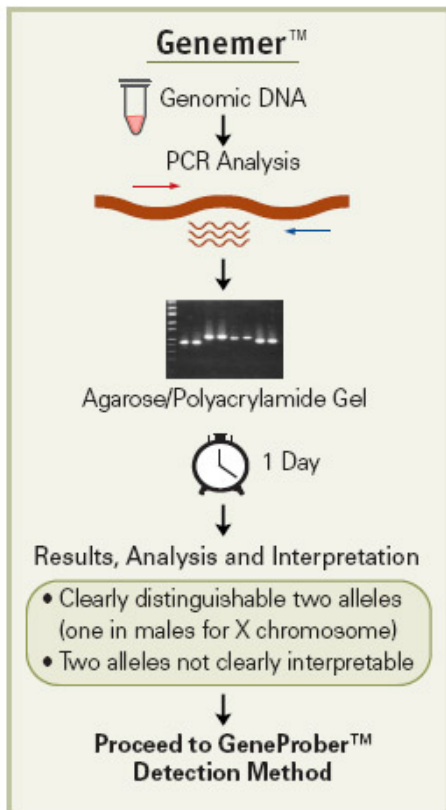 Genemer™
Genomic DNA
PCR Analysis
Agarose/Polyacrylamide Gel
1 Day
Results, Analysis and Interpretation
• Clearly distinguishable two alleles
(one in males for X chromosome)
• Two alleles not clearly interpretable
Proceed to GeneProber™
Detection Method